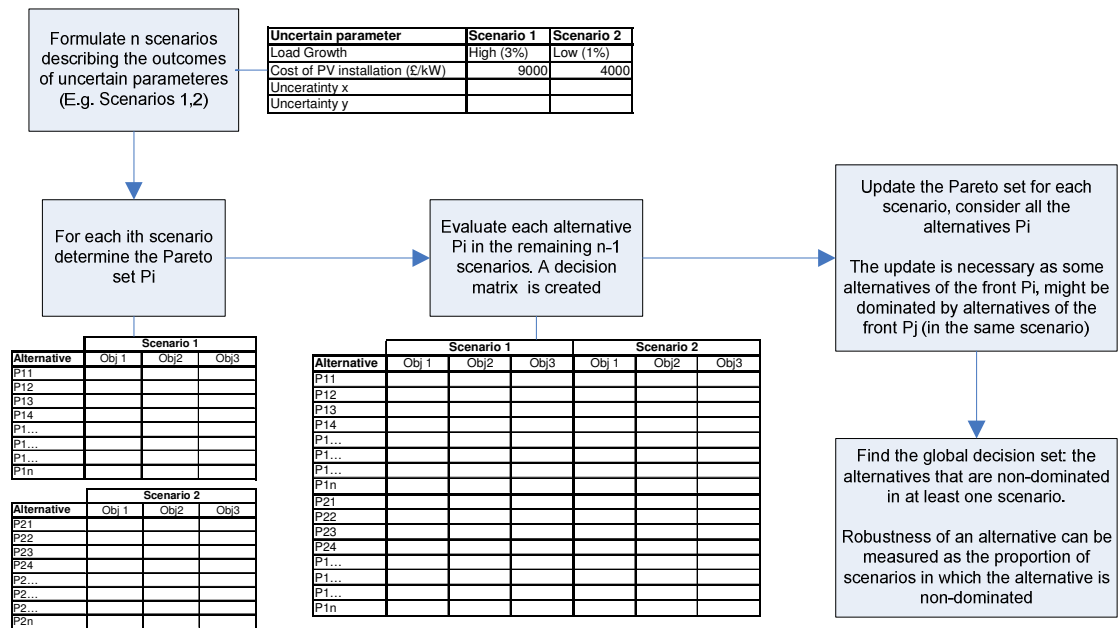 Formulate n scenarios
describing the outcomes
of uncertain parameteres
(E.g. Scenarios 1,2)
Uncertain parameter Scenario 1 Scenario 2
Load Growth High (3%) Low (1%)
Cost of PV installation (£/kW) 9000 4000
Unceratinty x
Uncertainty y
For each ith scenario
determine the Pareto
set Pi
Evaluate each alternative
Pi in the remaining n-1
scenarios. A decision
matrix is created
Update the Pareto set for each
scenario, consider all the
alternatives Pi
The update is necessary as some
alternatives of the front Pi, might be
dominated by alternatives of the
front Pj (in the same scenario)
Scenario 1
Alternative Obj 1 Obj2 Obj3
P11
P12
P13
P14
P1...
P1...
P1...
P1n
Scenario 2
Alternative Obj 1 Obj2 Obj3
P21
P22
P23
P24
P2...
P2...
P2...
P2n
Scenario 1 Scenario 2
Alternative Obj 1 Obj2 Obj3 Obj 1 Obj2 Obj3
P11
P12
P13
P14
P1...
P1...
P1...
P1n
P21
P22
P23
P24
P1...
P1...
P1...
P1n
Find the global decision set: the
alternatives that are non-dominated
in at least one scenario.
Robustness of an alternative can be
measured as the proportion of
scenarios in which the alternative is
non-dominated